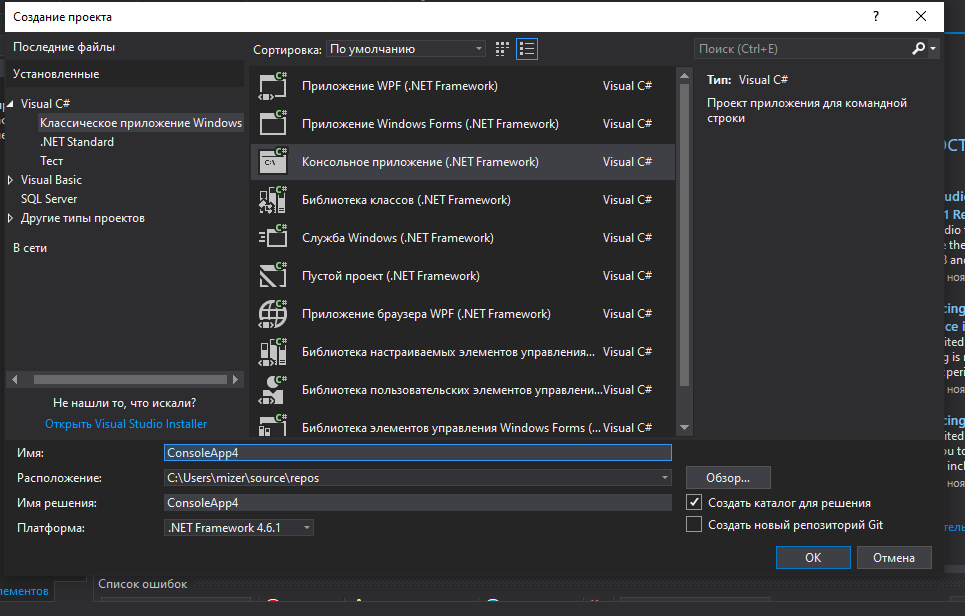 Создание проекта
?
Последние файлы
Сортировка: По умолчанию
Поиск (Ctrl+E)
Установленные
Visual C#
Классическое приложение Windows
.NET Standard
Тест
Visual Basic
SQL Server
Другие типы проектов
В сети
Не нашли то, что искали?
Открыть Visual Studio Installer
Приложение WPF (.NET Framework) Visual C#
Приложение Windows Forms (.NET Framework) Visual C#
Консольное приложение (.NET Framework) Visual C#
Библиотека классов (.NET Framework) Visual C#
Служба Windows (.NET Framework) Visual C#
Пустой проект (.NET Framework) Visual C#
Приложение браузера WPF (.NET Framework) Visual C#
Библиотека настраиваемых элементов управления... Visual C#
Библиотека пользовательских элементов управлени... Visual C#
Библиотека элементов управления Windows Forms (... Visual C#
Тип: Visual C#
Проект приложения для командной
строки
Имя: ConsoleApp4
Расположение: C:\Users\mizer\source\repos
Обзор...
Имя решения: ConsoleApp4
Создать каталог для решения
Платформа: .NET Framework 4.6.1
Создать новый репозиторий Git
OK
Отмена
Список ошибок